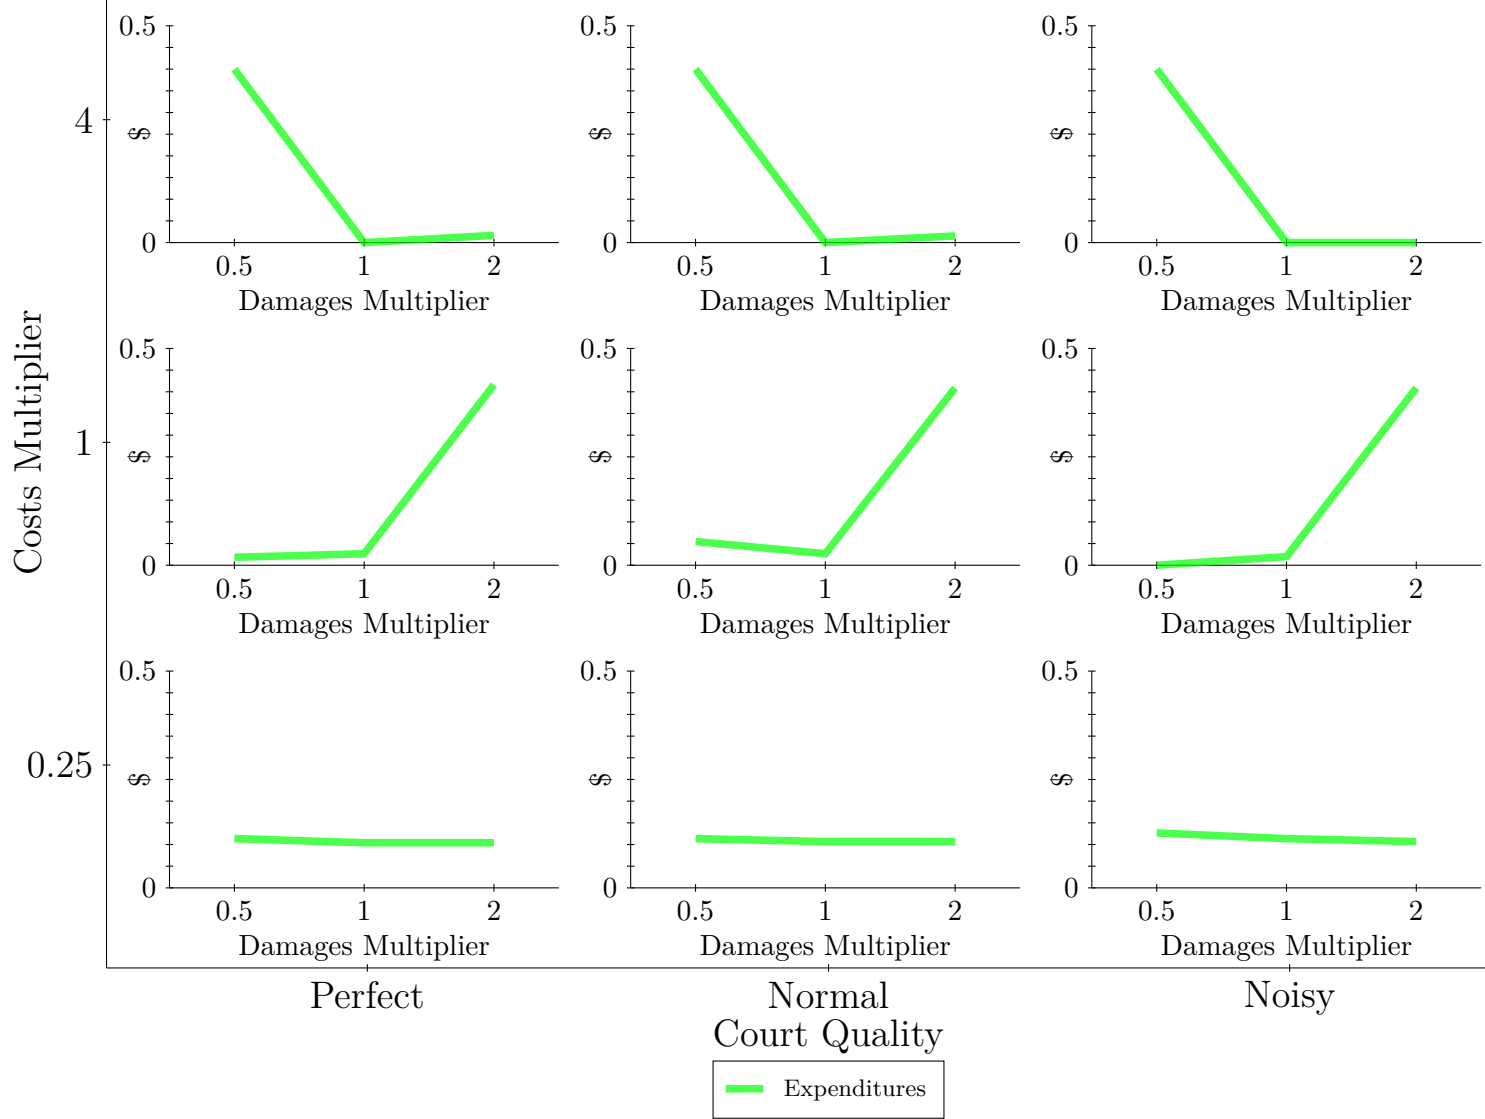 0.5 0.5 0.5
4 $ $ $
0 0 0
0.5 1 2 0.5 1 2 0.5 1 2
Damages Multiplier Damages Multiplier Damages Multiplier
Costs Multiplier
0.5 0.5 0.5
1 $ $ $
0 0 0
0.5 1 2 0.5 1 2 0.5 1 2
Damages Multiplier Damages Multiplier Damages Multiplier
0.5 0.5 0.5
0.25 $ $ $
0 0 0
0.5 1 2 0.5 1 2 0.5 1 2
Damages Multiplier Damages Multiplier Damages Multiplier
Perfect Normal Noisy
Court Quality
Expenditures